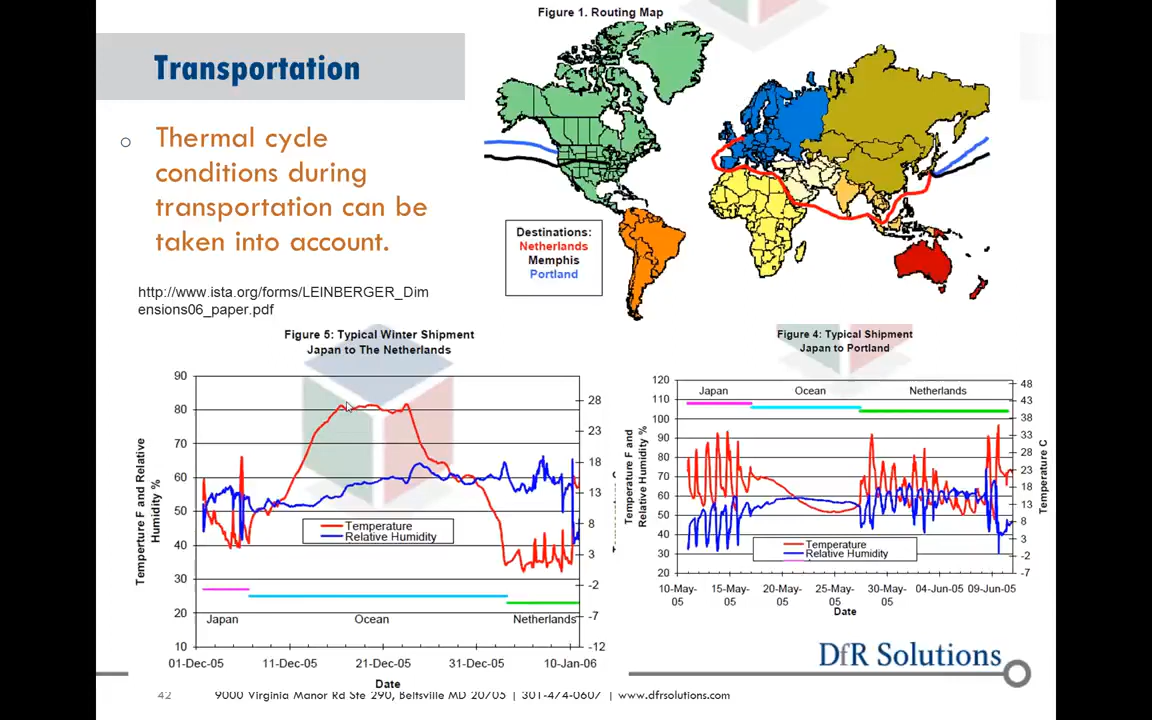 Figure 1. Routing Map
Transportation
Thermal cycle
conditions during
transportation can be
taken into account.
Destinations:
Netherlands
Memphis
Portland
http://www.ista.org/forms/LEINBERGER_Dim
ensions06_paper.pdf
Figure 5: Typical Winter Shipment
Japan to The Netherlands
90
80
70
60
50
40
30
20
10
Temperture F and Relative
Humidity %
28
23
18
13
8
3
-2
-7
-12
Temperature
Relative Humidity
Japan
Ocean
Netherlands
01-Dec-05
11-Dec-05
21-Dec-05
31-Dec-05
10-Jan-06
Date
Figure 4: Typical Shipment
Japan to Portland
120
110
100
90
80
70
60
50
40
30
20
Temperature F and
Relative Humidity %
Japan
Ocean
Netherlands
48
43
38
33
28
23
18
13
8
3
-2
-7
Temperature C
Temperature
Relative Humidity
10-May-
05
15-May-
05
20-May-
05
25-May-
05
30-May-
05
04-Jun-05
09-Jun-05
Date
DfR Solutions
42
9000 Virginia Manor Rd Ste 290, Beltsville MD 20705 | 301-474-0607 | www.dfrsolutions.com